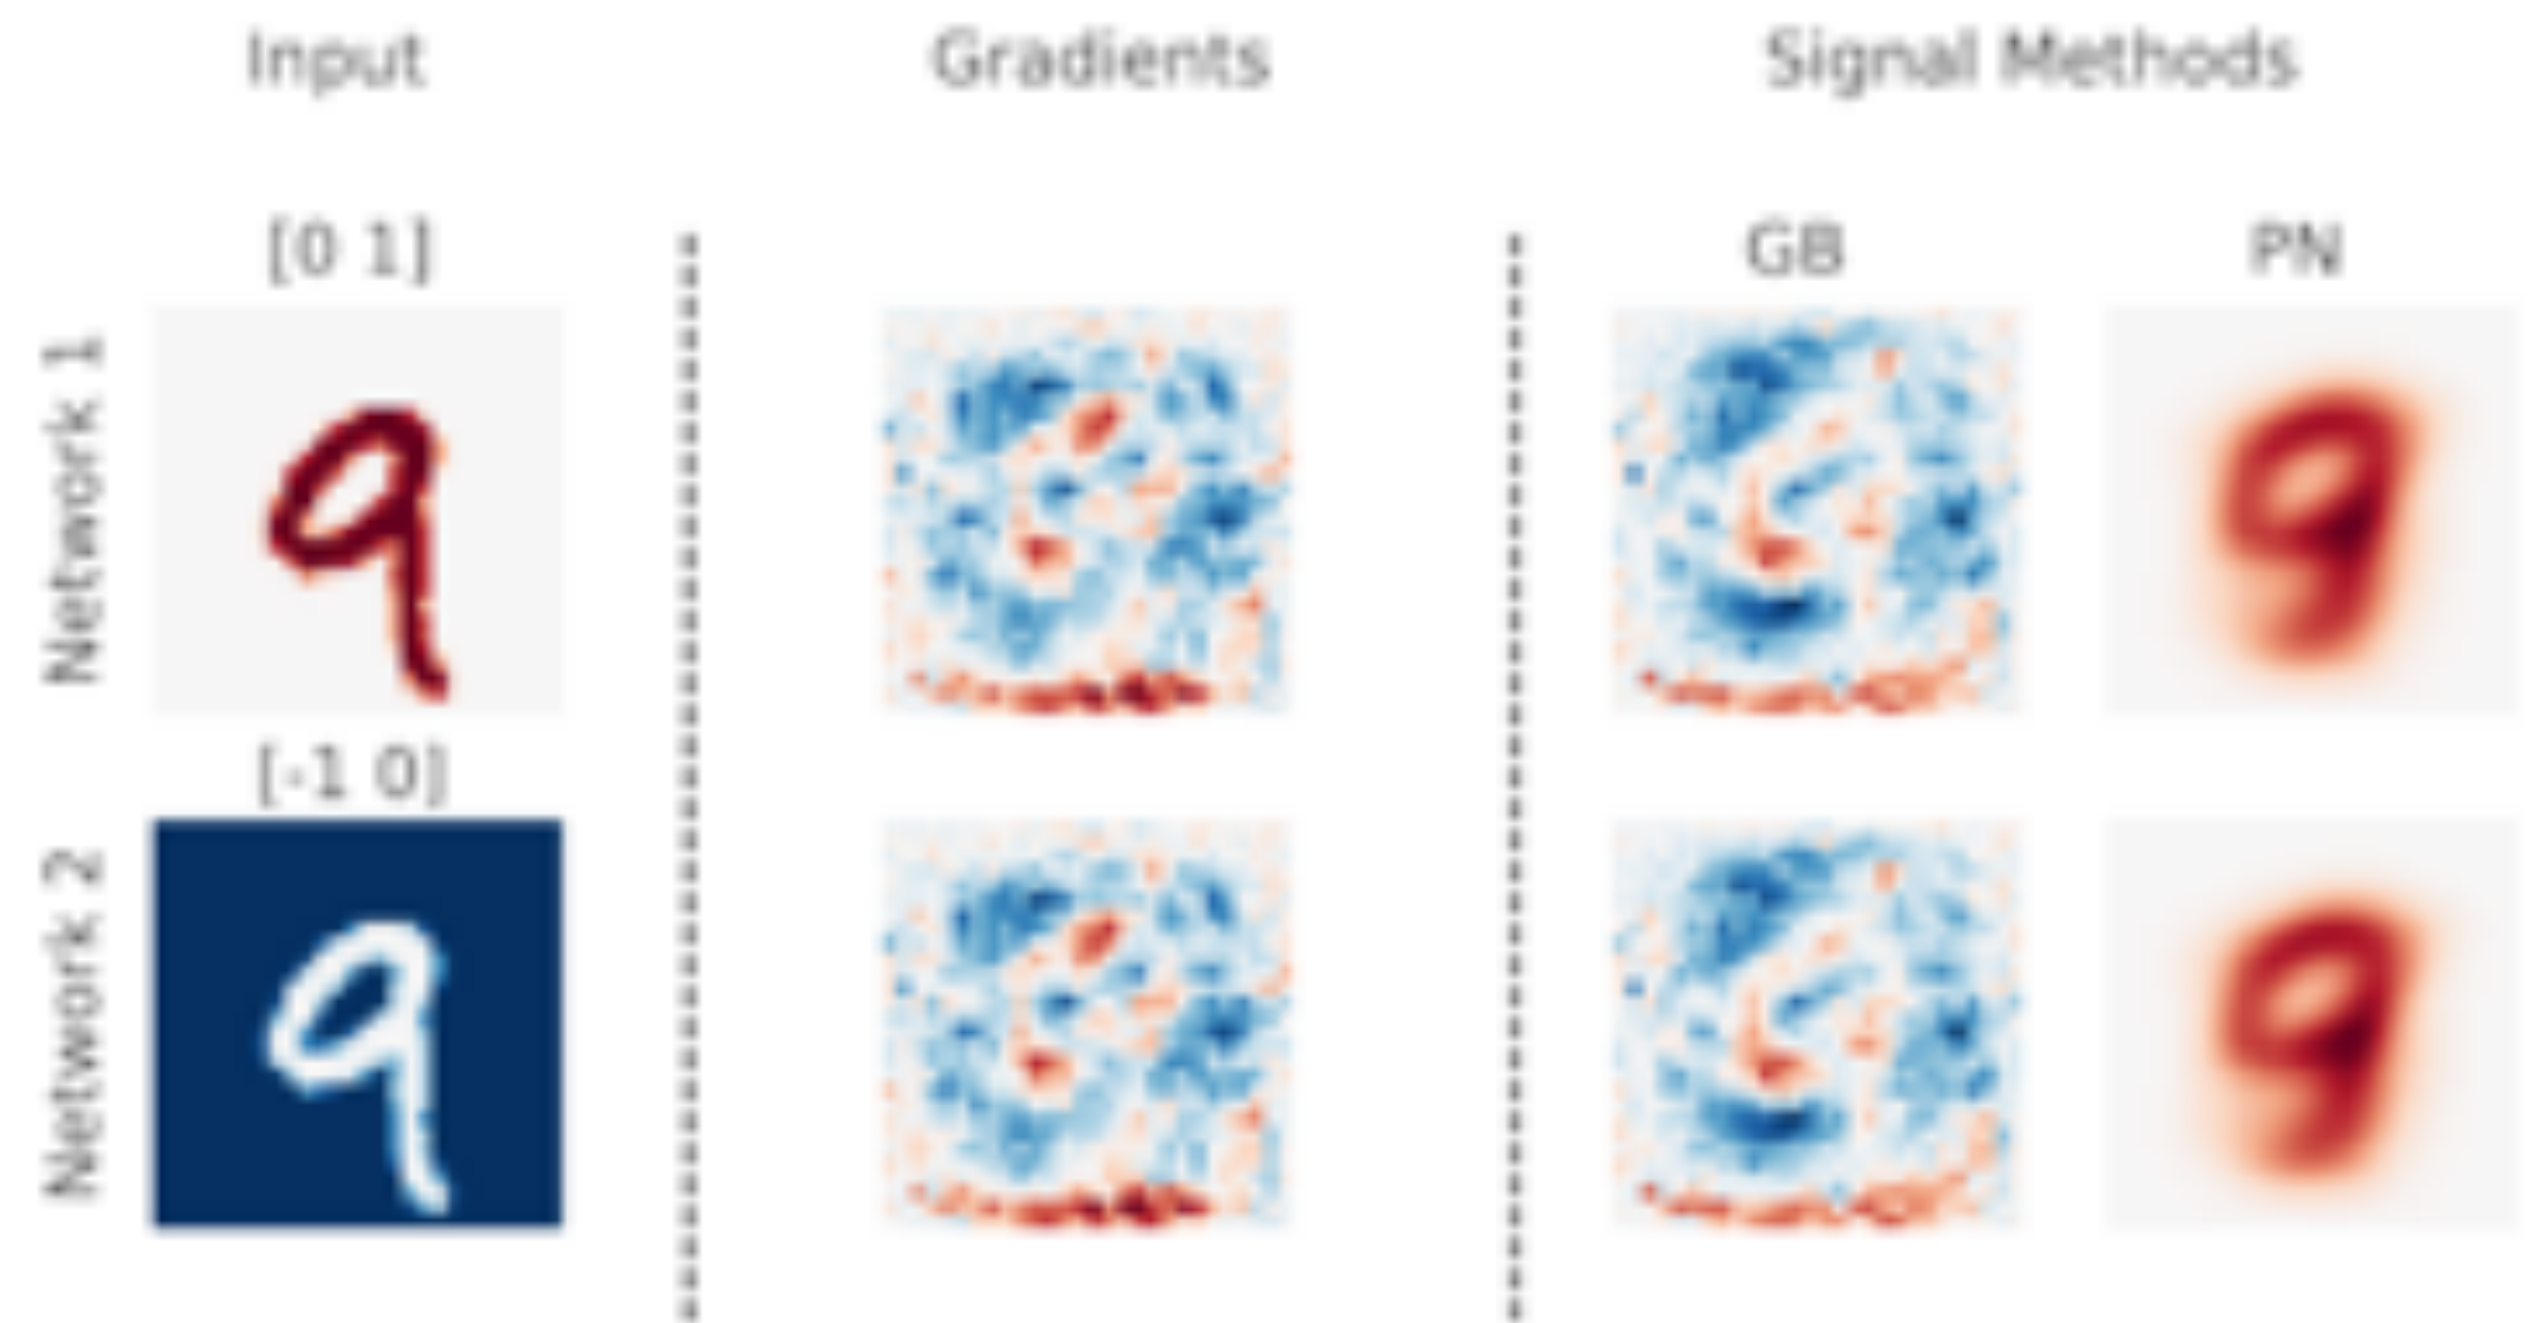 Input Gradients Signal Methods
[0 1] GB PN
Network 1
[-1 0]
Network 2